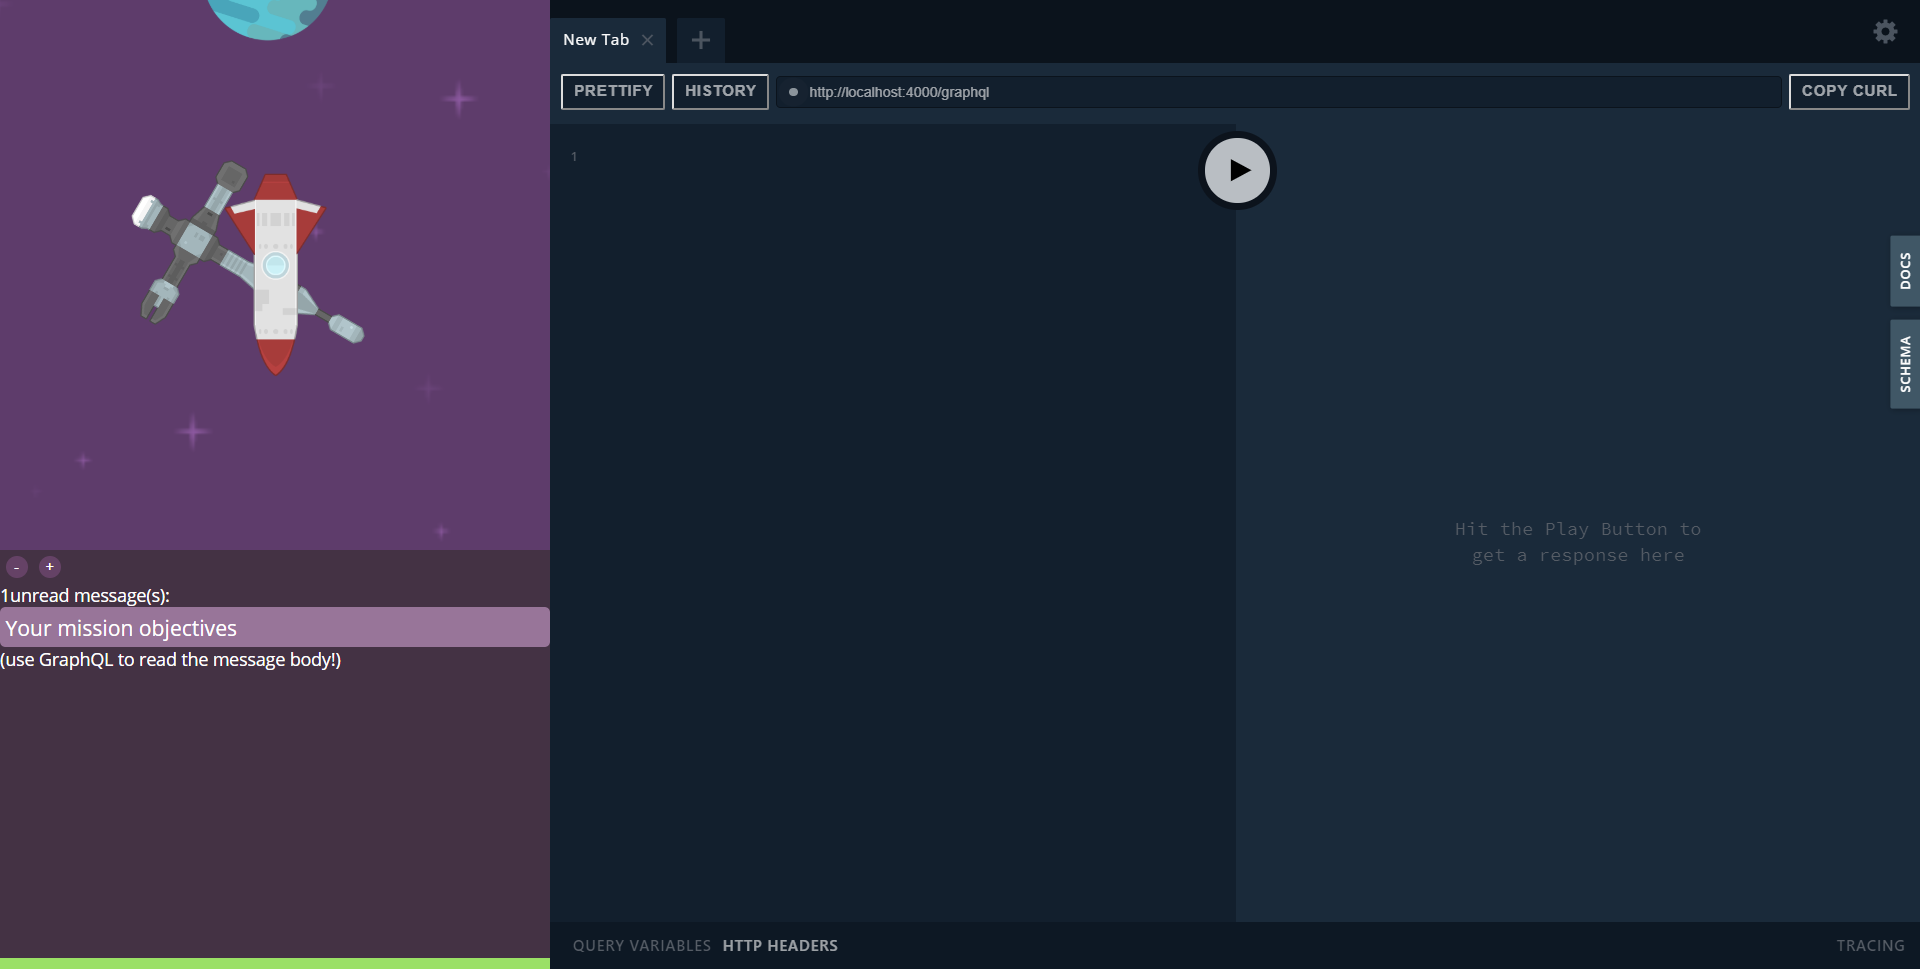 New Tab
PRETTIFY HISTORY http://localhost:4000/graphql COPY CURL
1
DOCS
SCHEMA
Hit the Play Button to
get a response here
- +
1unread message(s):
Your mission objectives
(use GraphQL to read the message body!)
QUERY VARIABLES HTTP HEADERS TRACING